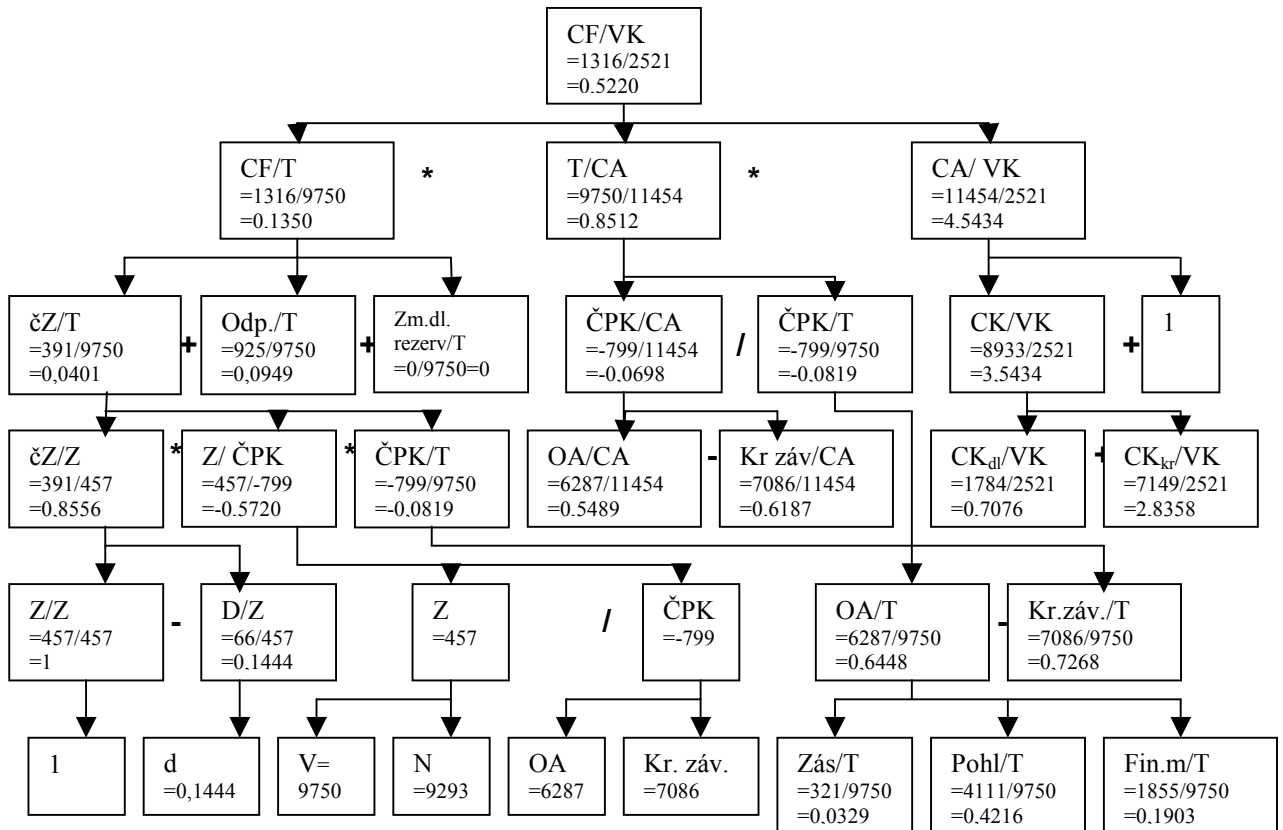 CF/VK
=1316/2521
=0.5220
CF/T
=1316/9750
=0.1350
*
T/CA
=9750/11454
=0.8512
*
CA/ VK
=11454/2521
=4.5434
čZ/T
=391/9750
=0,0401
+
Odp./T
=925/9750
=0,0949
+
Zm.dl.
rezerv/T
=0/9750=0
ČPK/CA
=-799/11454
=-0.0698
/
ČPK/T
=-799/9750
=-0.0819
CK/VK
=8933/2521
=3.5434
+
1
čZ/Z
=391/457
=0.8556
*
Z/ ČPK
=457/-799
=-0.5720
*
ČPK/T
=-799/9750
=-0.0819
OA/CA
=6287/11454
=0.5489
-
Kr záv/CA
=7086/11454
=0.6187
CKdl/VK
=1784/2521
=0.7076
+
CKkr/VK
=7149/2521
=2.8358
Z/Z
=457/457
=1
-
D/Z
=66/457
=0,1444
Z
=457
/
ČPK
=-799
OA/T
=6287/9750
=0.6448
-
Kr.záv./T
=7086/9750
=0,7268
1
d
=0,1444
V=
9750
N
=9293
OA
=6287
Kr. záv.
=7086
Zás/T
=321/9750
=0,0329
Pohl/T
=4111/9750
=0,4216
Fin.m/T
=1855/9750
=0,1903